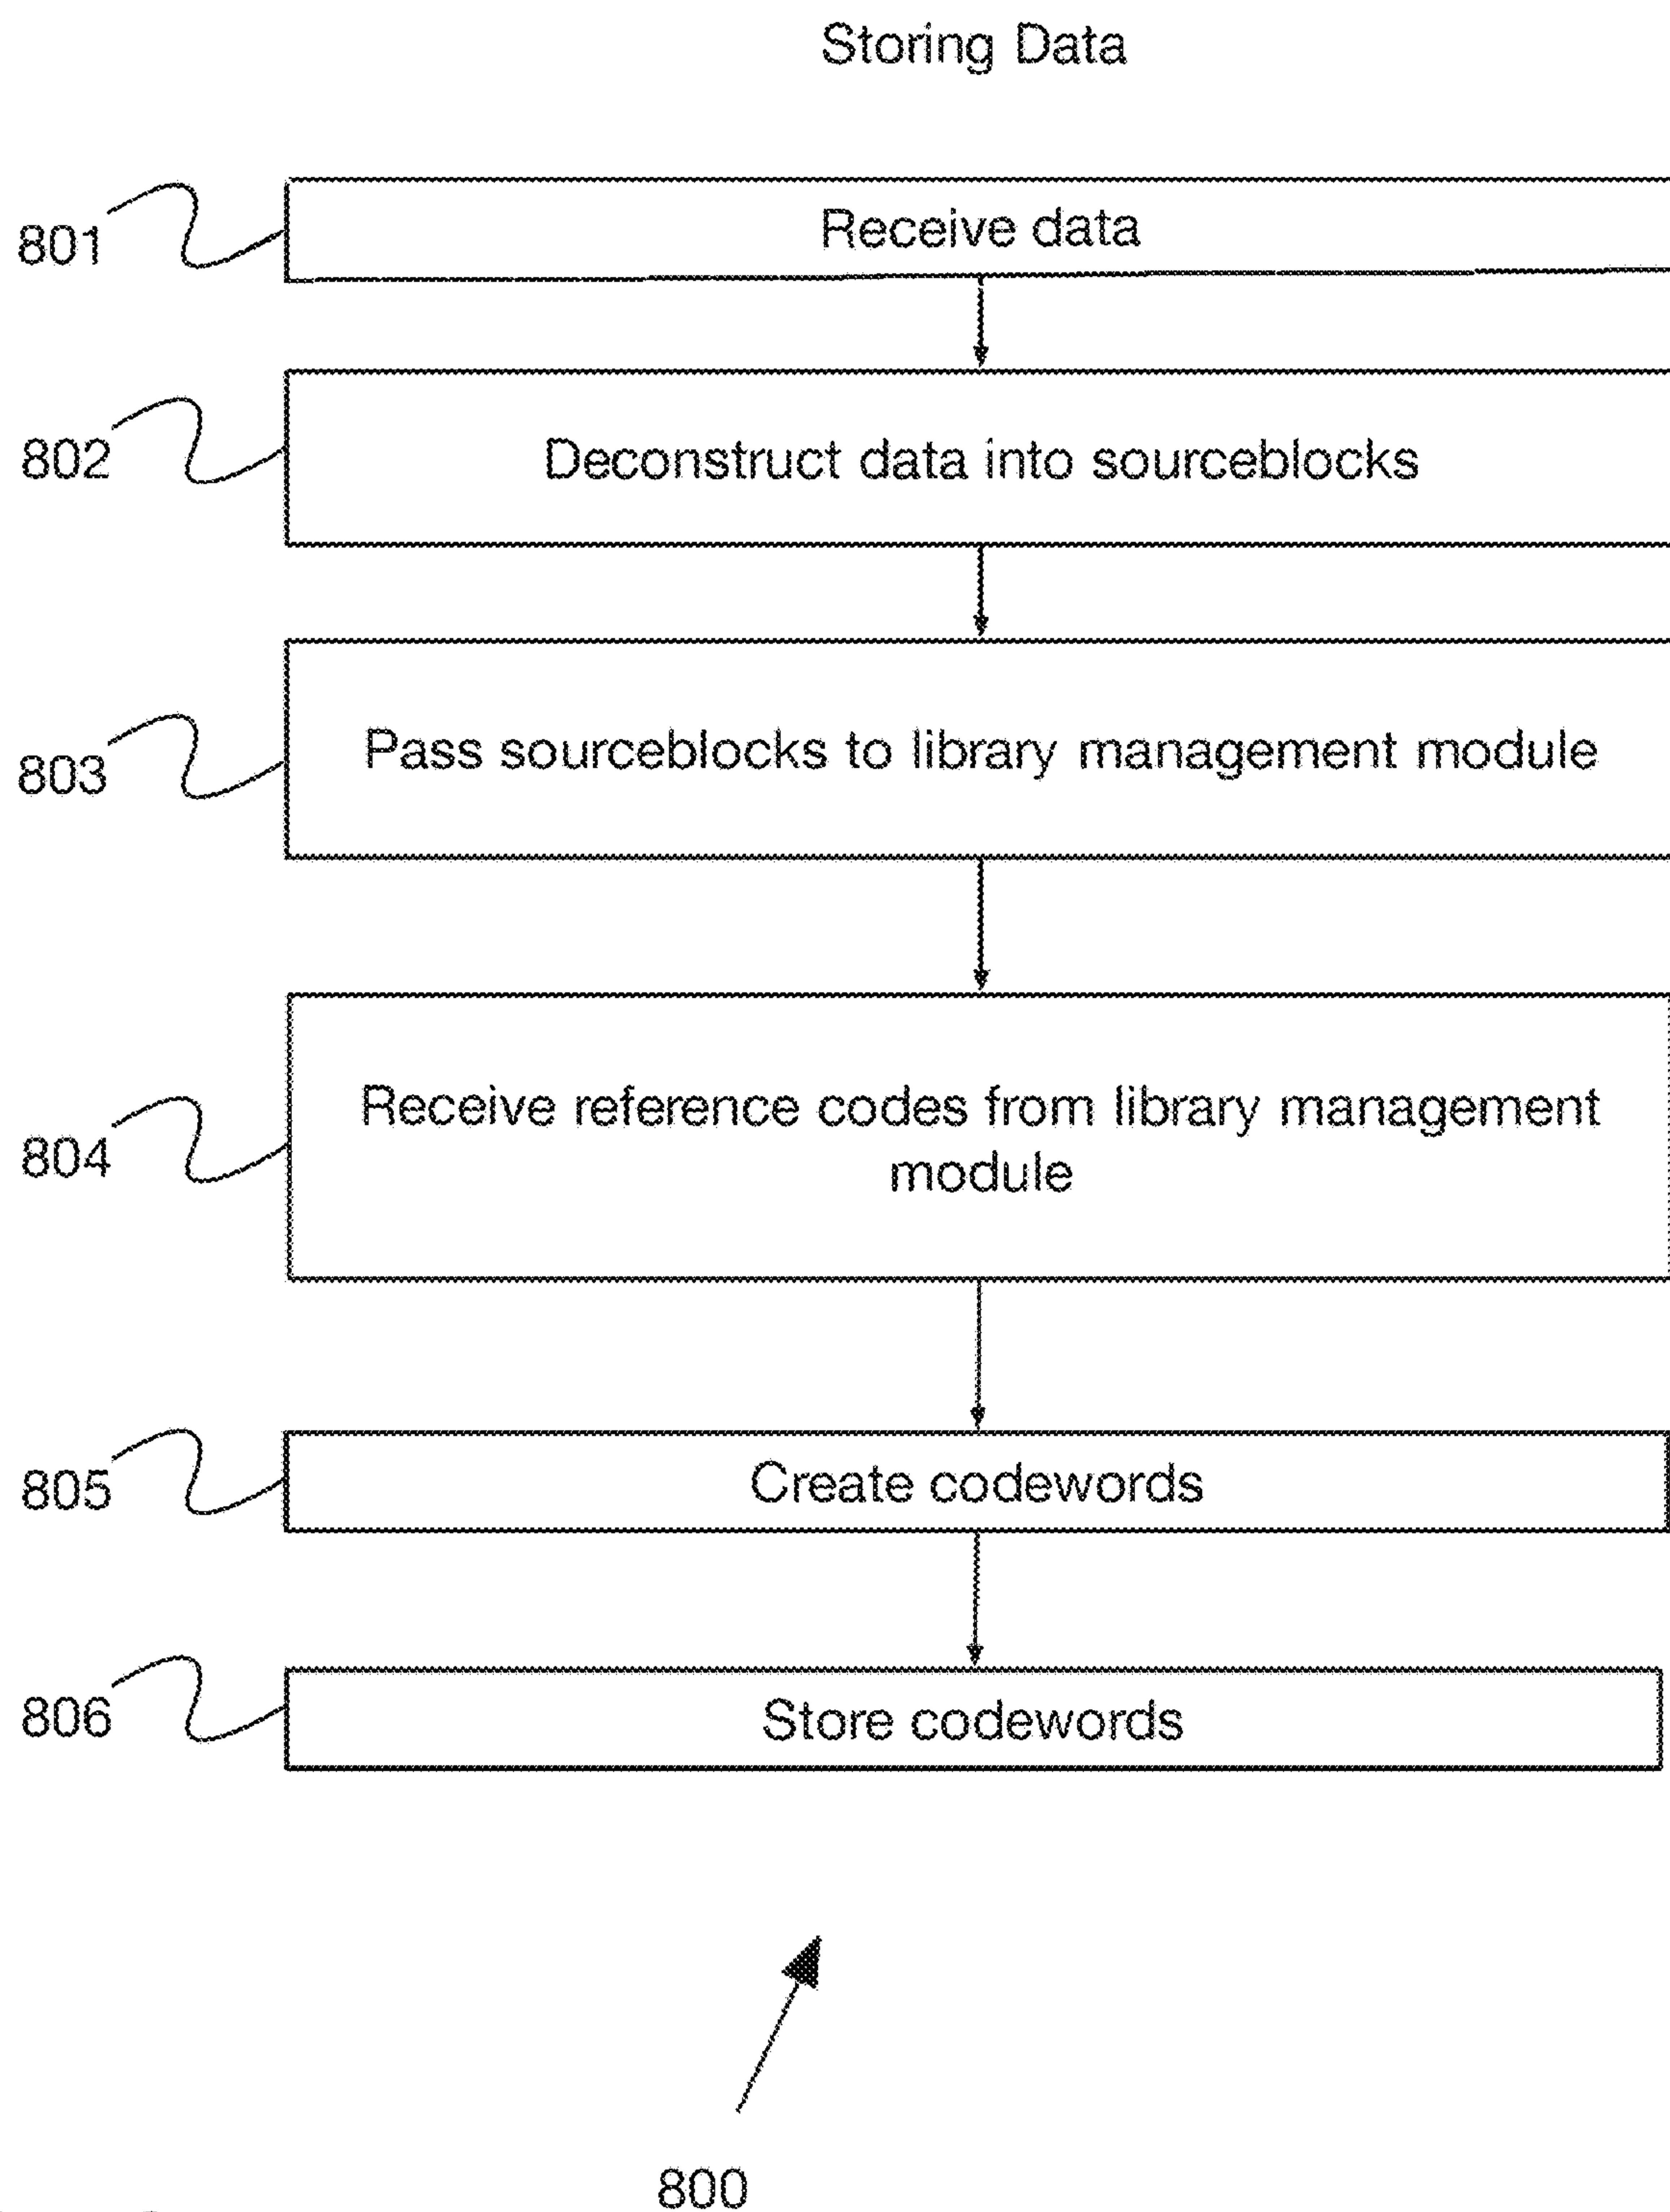 Storing Data
801
Receive data
802
Deconstruct data into sourceblocks
803
Pass sourceblocks to library management module
804
Receive reference codes from library management
module
805
Create codewords
806
Store codewords
800